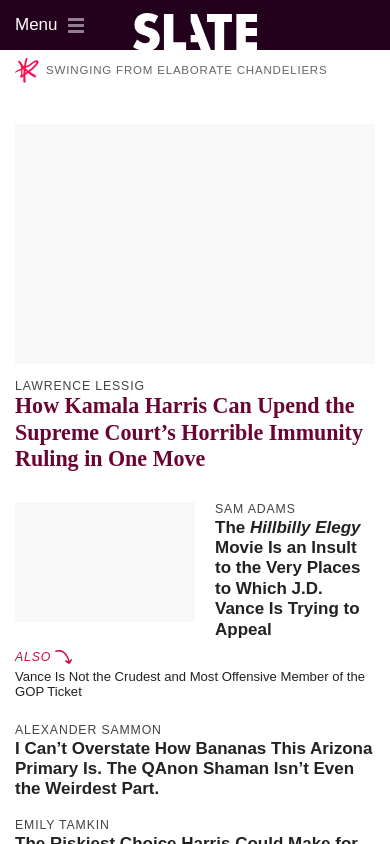 Menu
SLATE
SWINGING FROM ELABORATE CHANDELIERS
LAWRENCE LESSIG
How Kamala Harris Can Upend the
Supreme Court’s Horrible Immunity
Ruling in One Move
SAM ADAMS
The Hillbilly Elegy
Movie Is an Insult
to the Very Places
to Which J.D.
Vance Is Trying to
Appeal
ALSO
Vance Is Not the Crudest and Most Offensive Member of the
GOP Ticket
ALEXANDER SAMMON
I Can’t Overstate How Bananas This Arizona
Primary Is. The QAnon Shaman Isn’t Even
the Weirdest Part.
EMILY TAMKIN
The Riskiest Choice Harris Could Make for